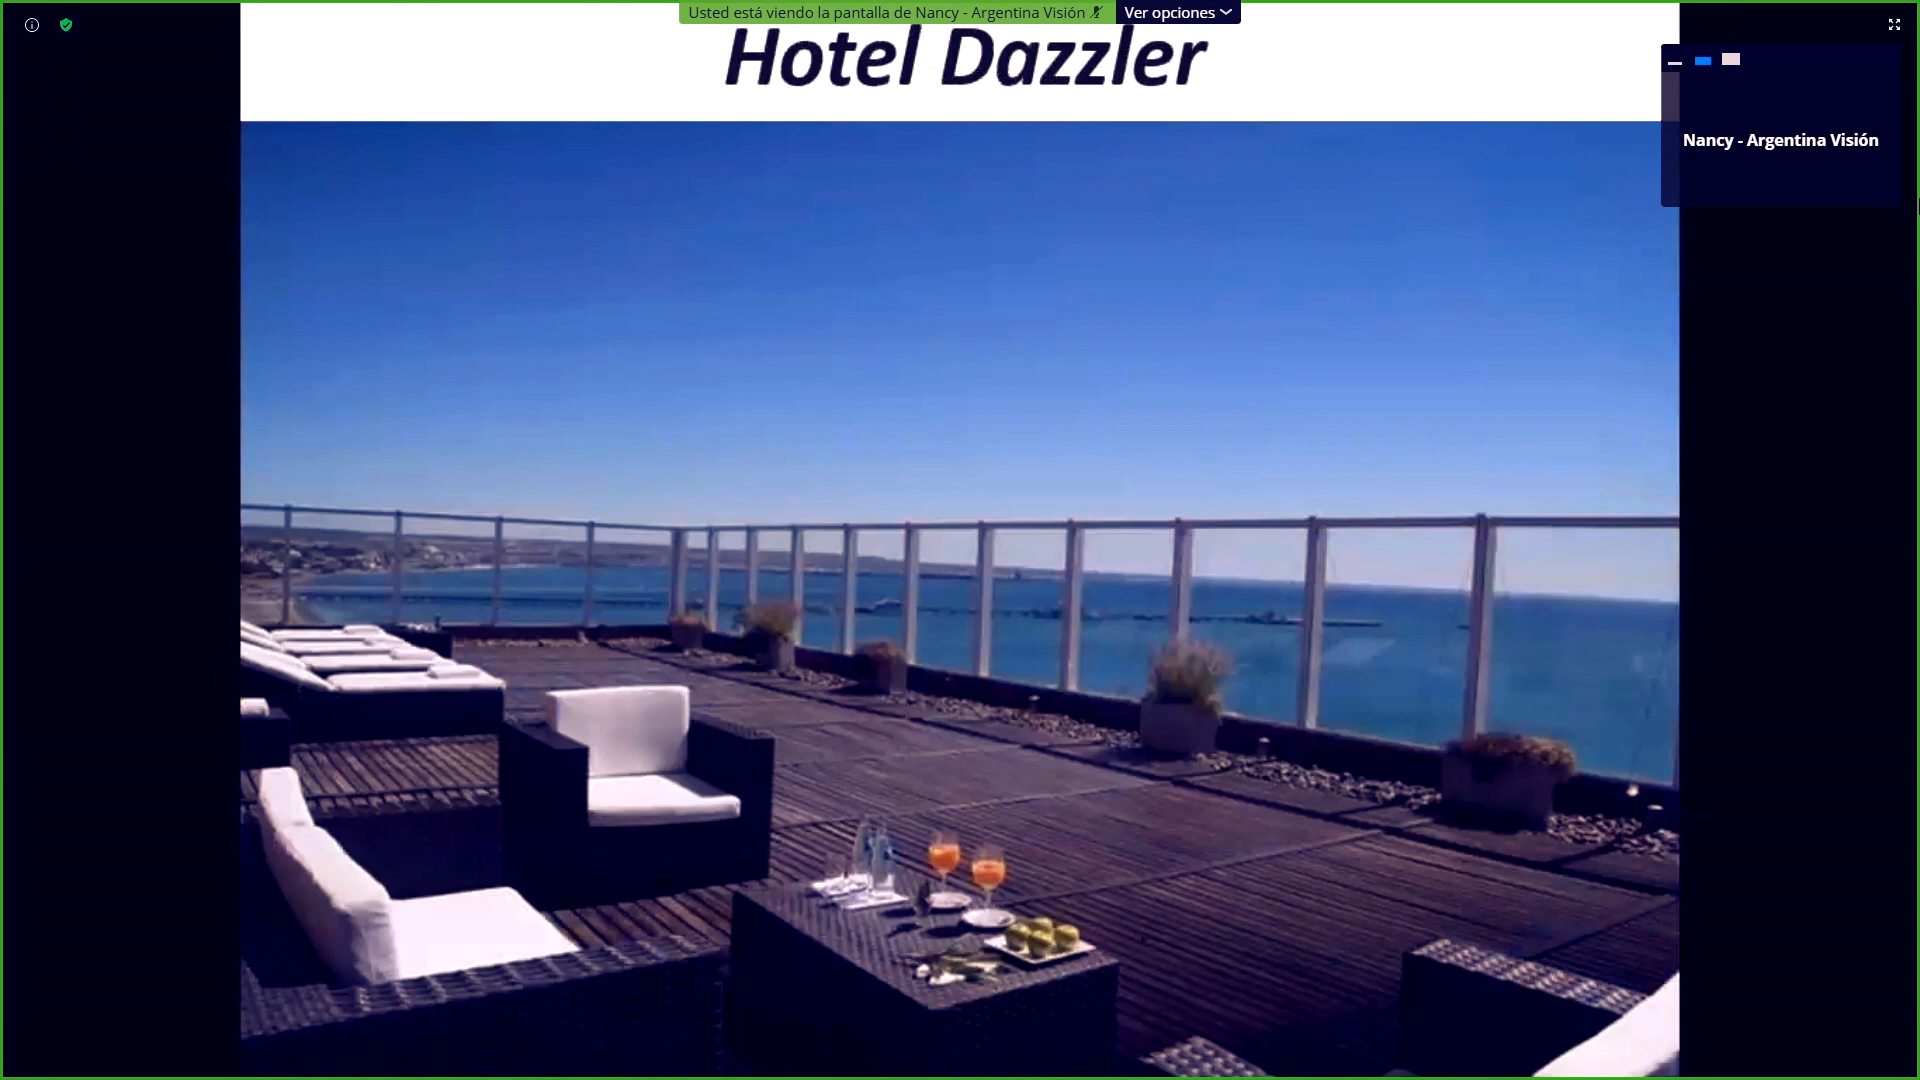 Usted está viendo la pantalla de Nancy - Argentina Visión
Ver opciones
Hotel Dazzler
Nancy - Argentina Visión